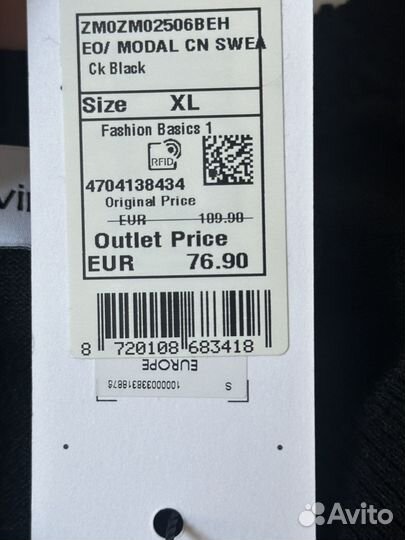 ZM0ZM02506BEH
EO/ MODAL CN SWEA
Ck Black
Size XL
Fashion Basics 1
RFID
4704138434
Original Price
EUR 109.90
Outlet Price
EUR 76.90
8 720108 683418
EUROPE
S
vin
Avito